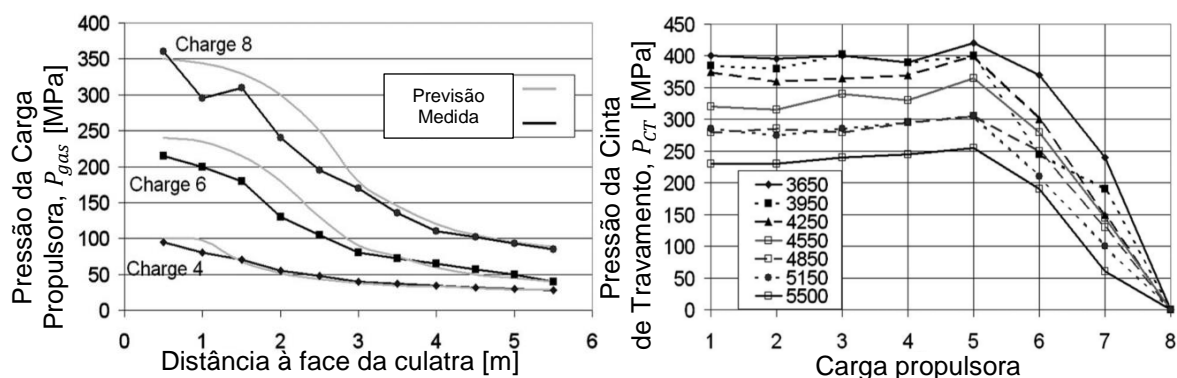 Pressão da Carga
Propulsora, P_gas [MPa]
400
350
300
250
200
150
100
50
0
Charge 8
Charge 6
Charge 4
Previsão
Medida
0 1 2 3 4 5 6
Distância à face da culatra [m]
Pressão da Cinta
de Travamento, P_CT [MPa]
450
400
350
300
250
200
150
100
50
0
3650
3950
4250
4550
4850
5150
5500
1 2 3 4 5 6 7 8
Carga propulsora